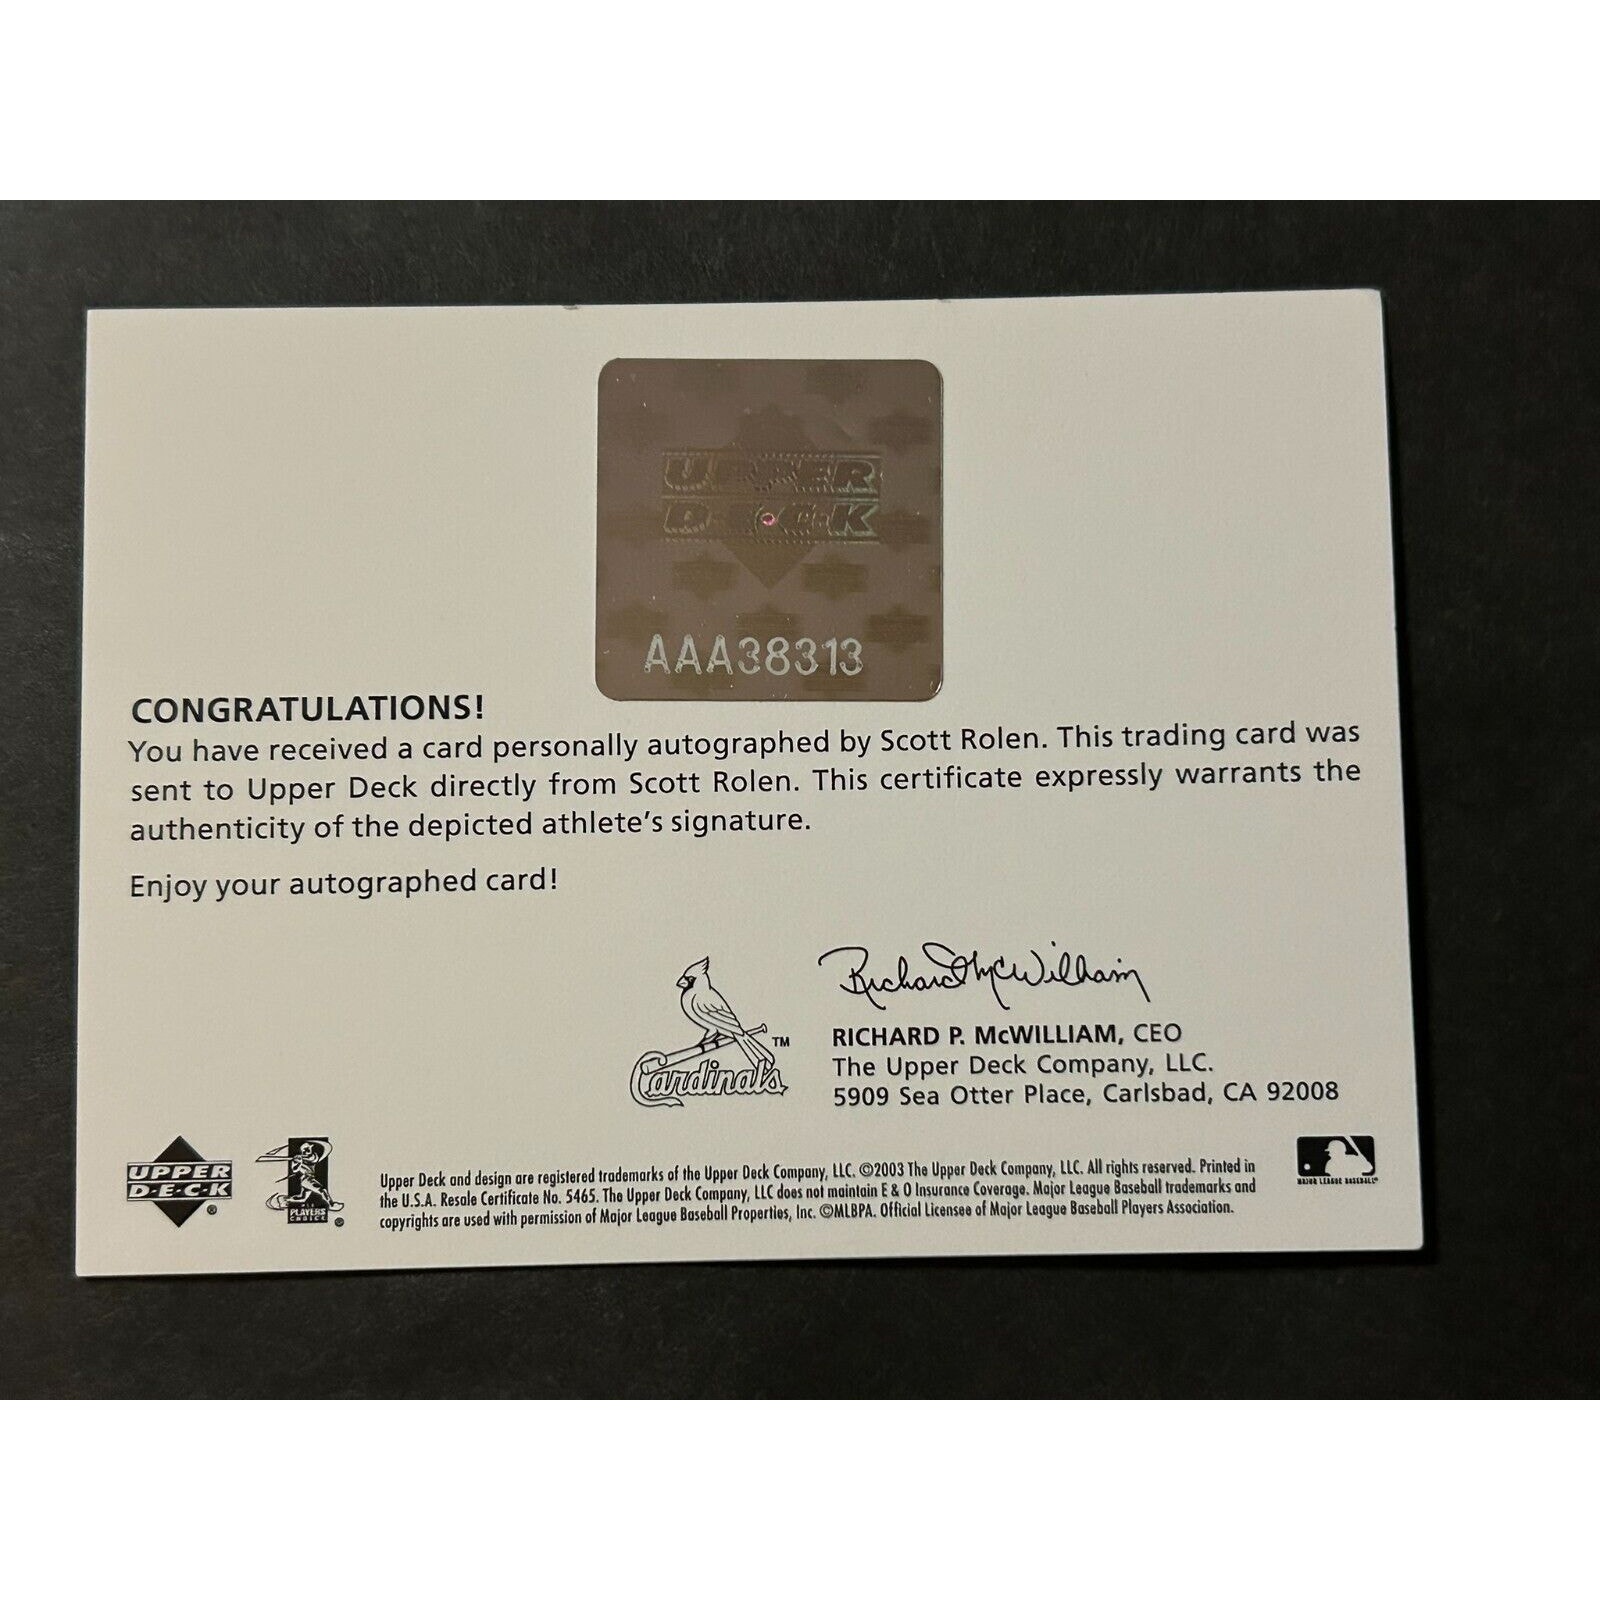 UPPER
DECK
AAA38313
CONGRATULATIONS!
You have received a card personally autographed by Scott Rolen. This trading card was
sent to Upper Deck directly from Scott Rolen. This certificate expressly warrants the
authenticity of the depicted athlete's signature.
Enjoy your autographed card!
Richard McWilliam
Cardinals TM
RICHARD P. McWILLIAM, CEO
The Upper Deck Company, LLC.
5909 Sea Otter Place, Carlsbad, CA 92008
UPPER
D·E·C·K ®
PLAYERS
CHOICE ®
Upper Deck and design are registered trademarks of the Upper Deck Company, LLC. ©2003 The Upper Deck Company, LLC. All rights reserved. Printed in
the U.S.A. Resale Certificate No. 5465. The Upper Deck Company, LLC does not maintain E & O Insurance Coverage. Major League Baseball trademarks and
copyrights are used with permission of Major League Baseball Properties, Inc. ©MLBPA. Official Licensee of Major League Baseball Players Association.
MAJOR LEAGUE BASEBALL